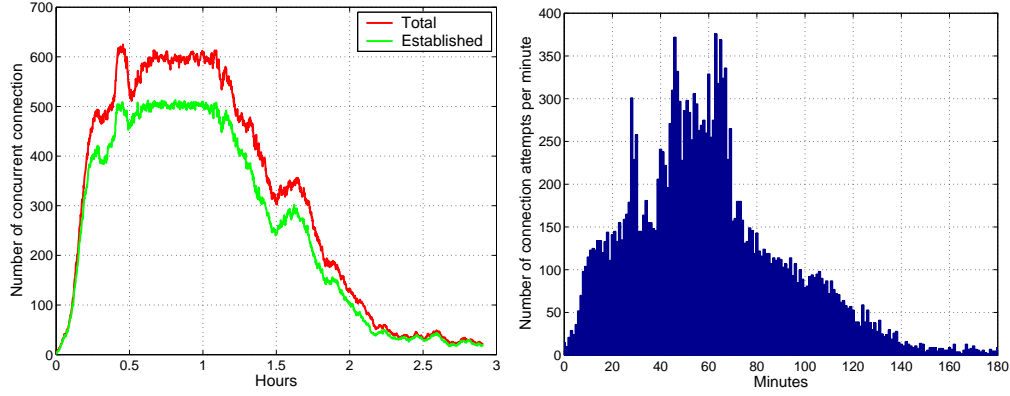 Number of concurrent connection
700
600
500
400
300
200
100
0
Total
Established
0 0.5 1 1.5 2 2.5 3
Hours
Number of connection attempts per minute
400
350
300
250
200
150
100
50
0
0 20 40 60 80 100 120 140 160 180
Minutes